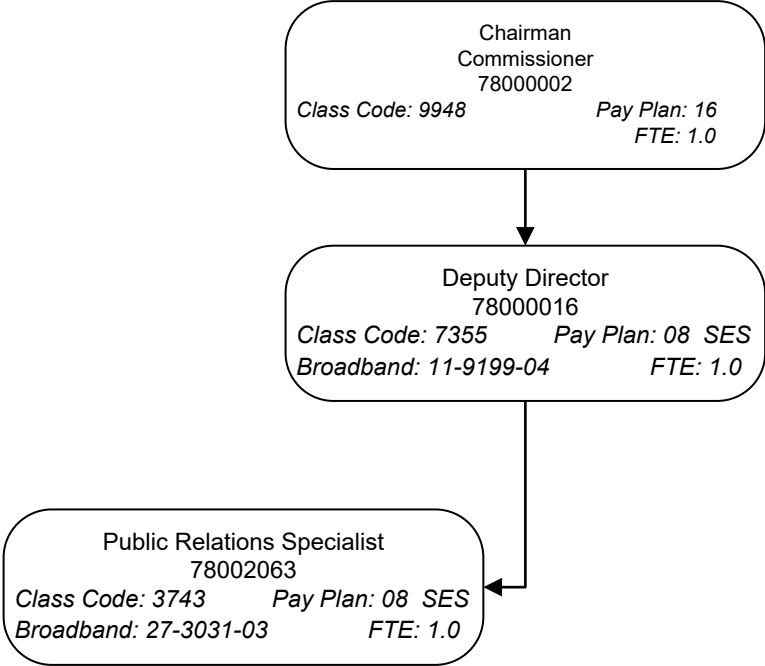 Chairman
Commissioner
78000002
Class Code: 9948 Pay Plan: 16
FTE: 1.0
Deputy Director
78000016
Class Code: 7355 Pay Plan: 08 SES
Broadband: 11-9199-04 FTE: 1.0
Public Relations Specialist
78002063
Class Code: 3743 Pay Plan: 08 SES
Broadband: 27-3031-03 FTE: 1.0